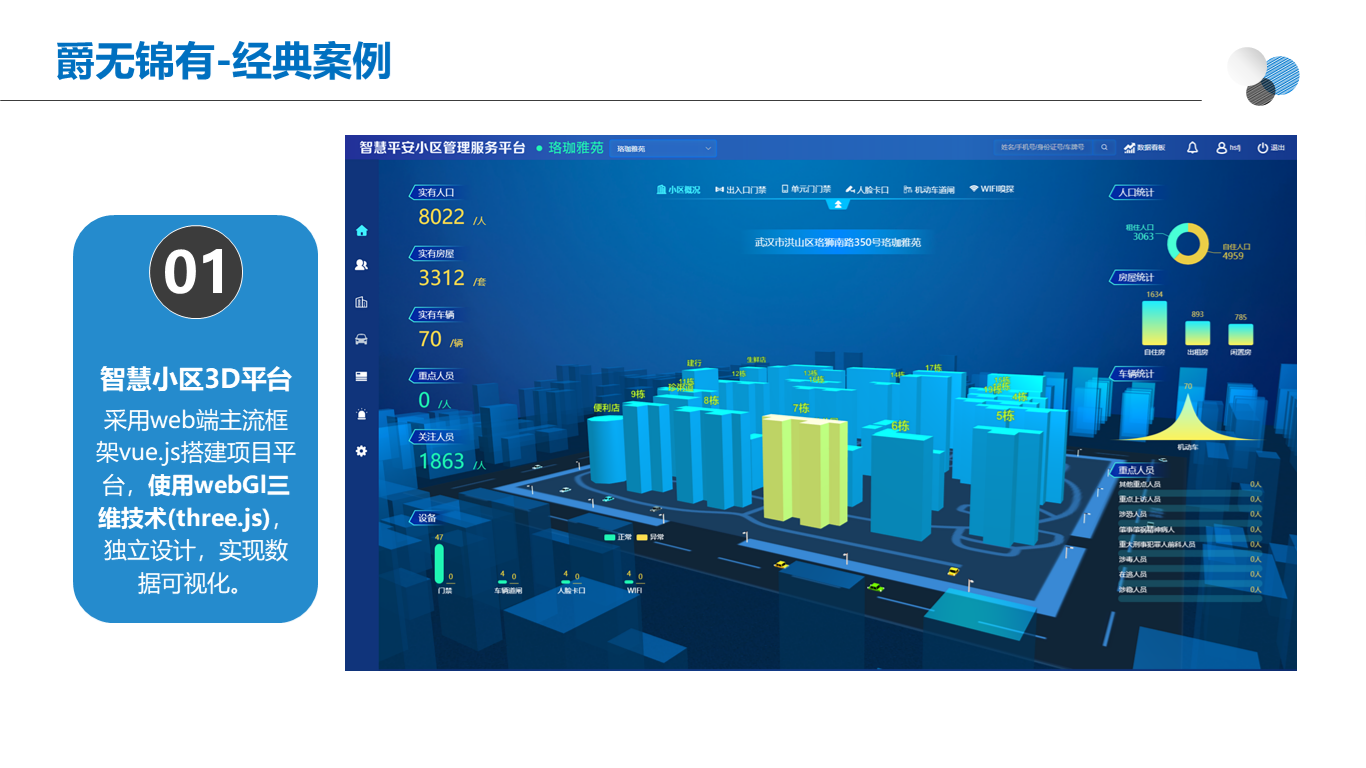 爵无锦有-经典案例
01
智慧小区3D平台
采用web端主流框
架vue.js搭建项目平
台，使用webGl三
维技术(three.js)，
独立设计，实现数
据可视化。
智慧平安小区管理服务平台 ● 珞珈雅苑 珞珈雅苑
姓名/手机号/身份证号/车牌号 数据看板 hsfj 退出
小区概况 出入口门禁 单元门门禁 人脸卡口 机动车道闸 WIFI嗅探
武汉市洪山区珞狮南路350号珞珈雅苑
实有人口
8022 /人
实有房屋
3312 /套
实有车辆
70 /辆
重点人员
0 /人
关注人员
1863 /人
设备
47 0 4 0 4 0 4 0
门禁 车辆道闸 人脸卡口 WIFI
正常 异常
建行
生鲜店
12栋
17栋
14栋
便利店
9栋
8栋
7栋
6栋
5栋
4栋
人口统计
租住人口
3063
自住人口
4959
房屋统计
1634 893 785
自住房 出租房 闲置房
车辆统计
70
机动车
重点人员
其他重点人员 0人
重点上访人员 0人
涉恐人员 0人
肇事肇祸精神病人 0人
重大刑事犯罪人前科人员 0人
涉毒人员 0人
在逃人员 0人
涉稳人员 0人